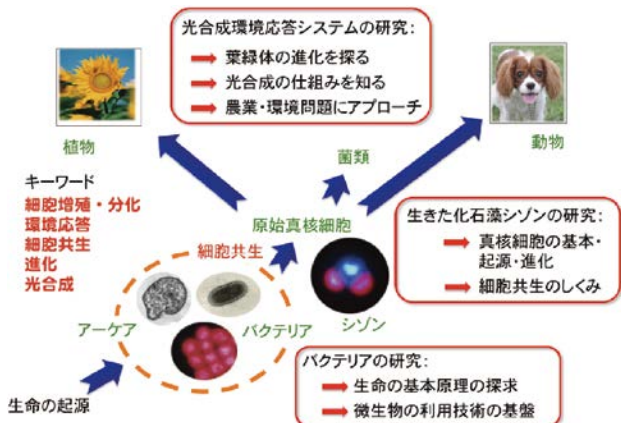 光合成環境応答システムの研究:
葉緑体の進化を探る
光合成の仕組みを知る
農業・環境問題にアプローチ
植物
動物
菌類
キーワード
細胞増殖・分化
環境応答
細胞共生
進化
光合成
原始真核細胞
細胞共生
生きた化石藻シゾンの研究:
真核細胞の基本・
起源・進化
細胞共生のしくみ
アーケア
バクテリア
シゾン
生命の起源
バクテリアの研究:
生命の基本原理の探求
微生物の利用技術の基盤